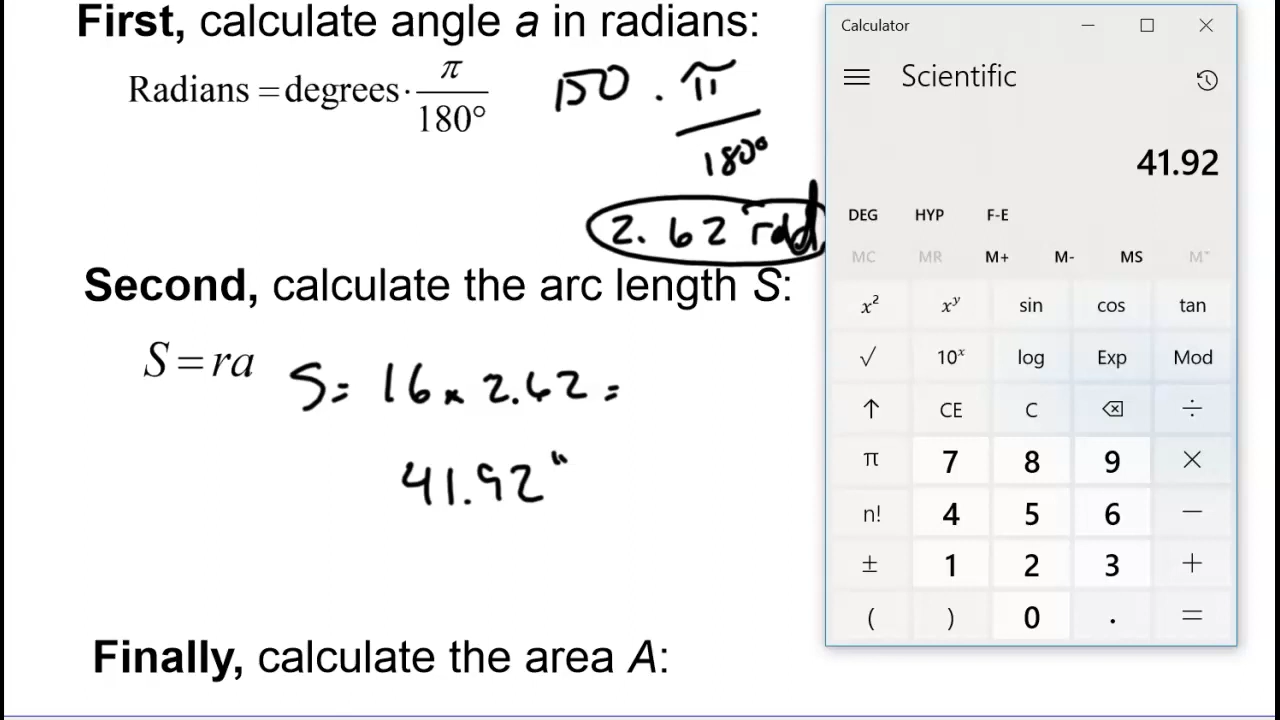 First, calculate angle a in radians:
Radians = degrees · π / 180°
150 . π / 180°
2.62 rad
Second, calculate the arc length S:
S = ra
S = 16 × 2.62 =
41.92"
Finally, calculate the area A:
Calculator
Scientific
41.92
DEG HYP F-E
MC MR M+ M- MS M˅
x² xʸ sin cos tan
√ 10ˣ log Exp Mod
↑ CE C ⌫ ÷
π 7 8 9 ×
n! 4 5 6 −
± 1 2 3 +
( ) 0 . =